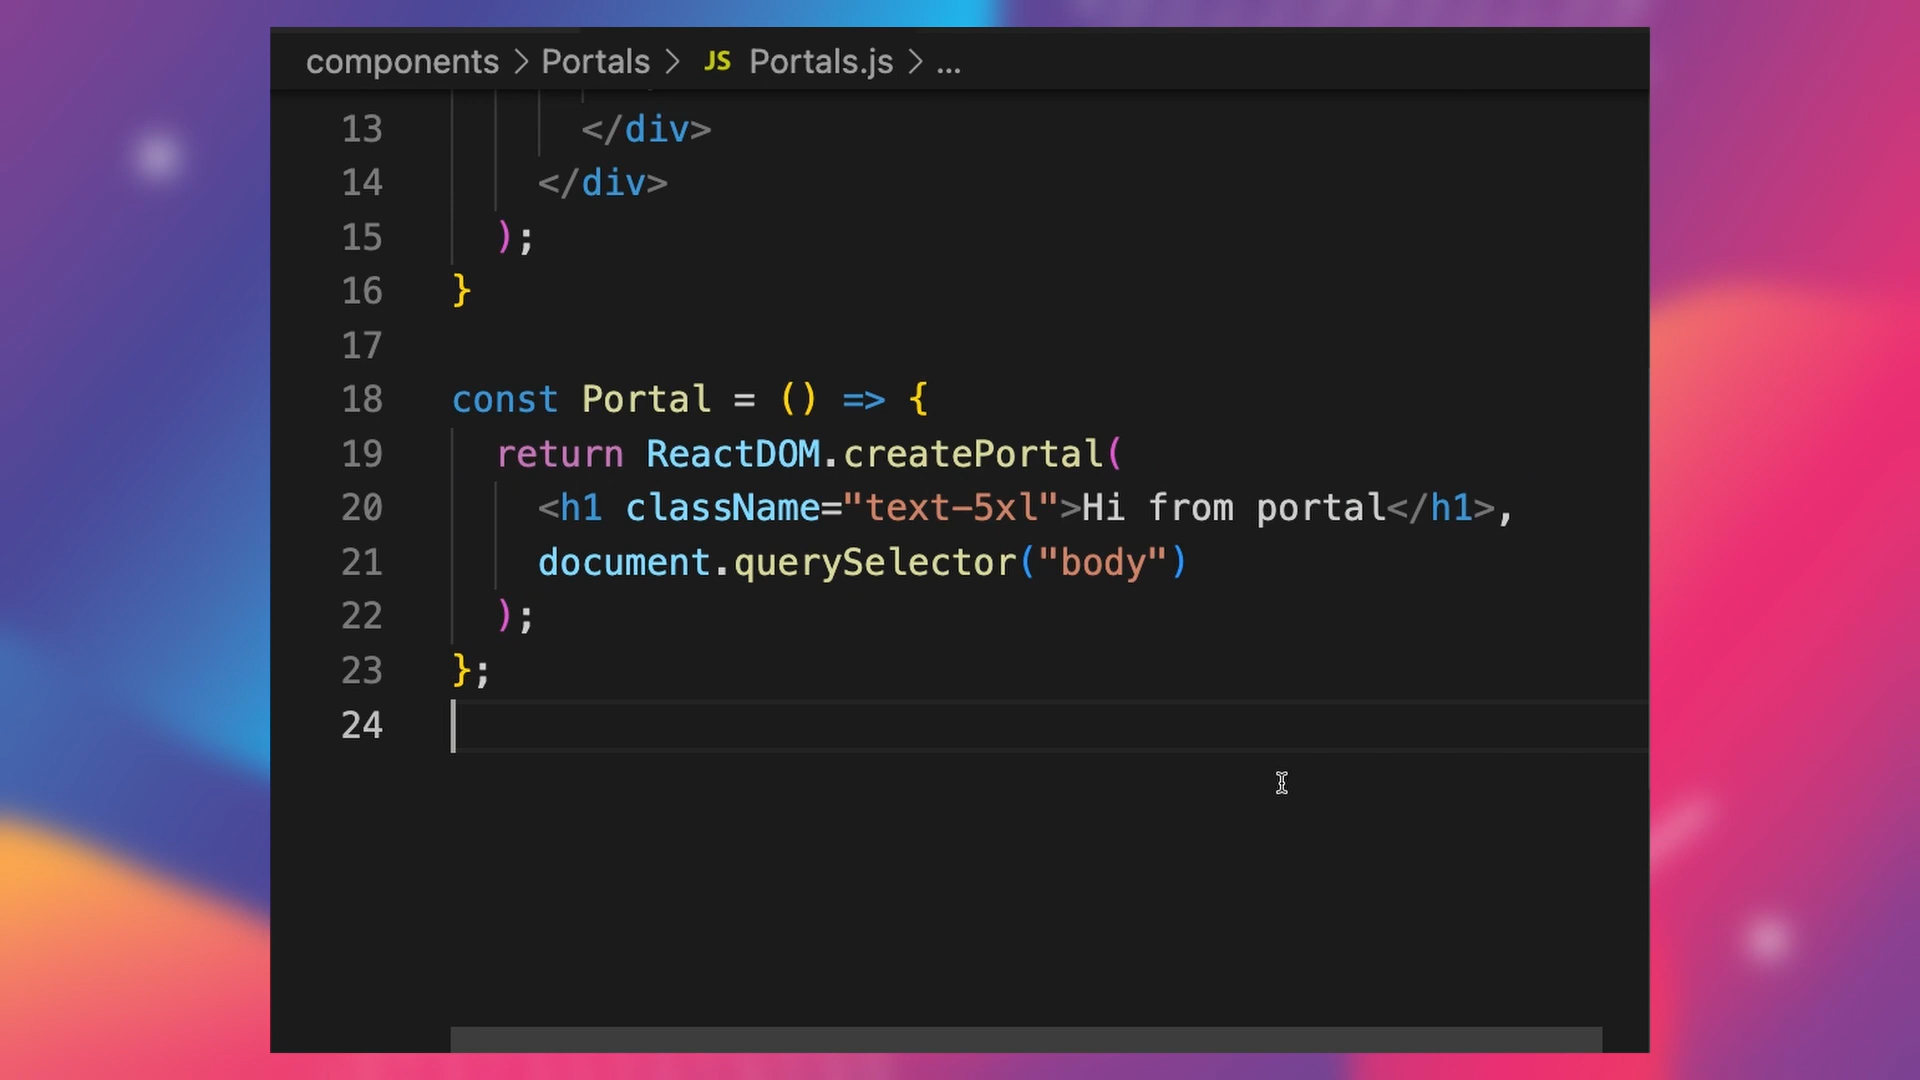 components > Portals > JS Portals.js > ...
13 </div>
14 </div>
15 );
16 }
17
18 const Portal = () => {
19 return ReactDOM.createPortal(
20 <h1 className="text-5xl">Hi from portal</h1>,
21 document.querySelector("body")
22 );
23 };
24